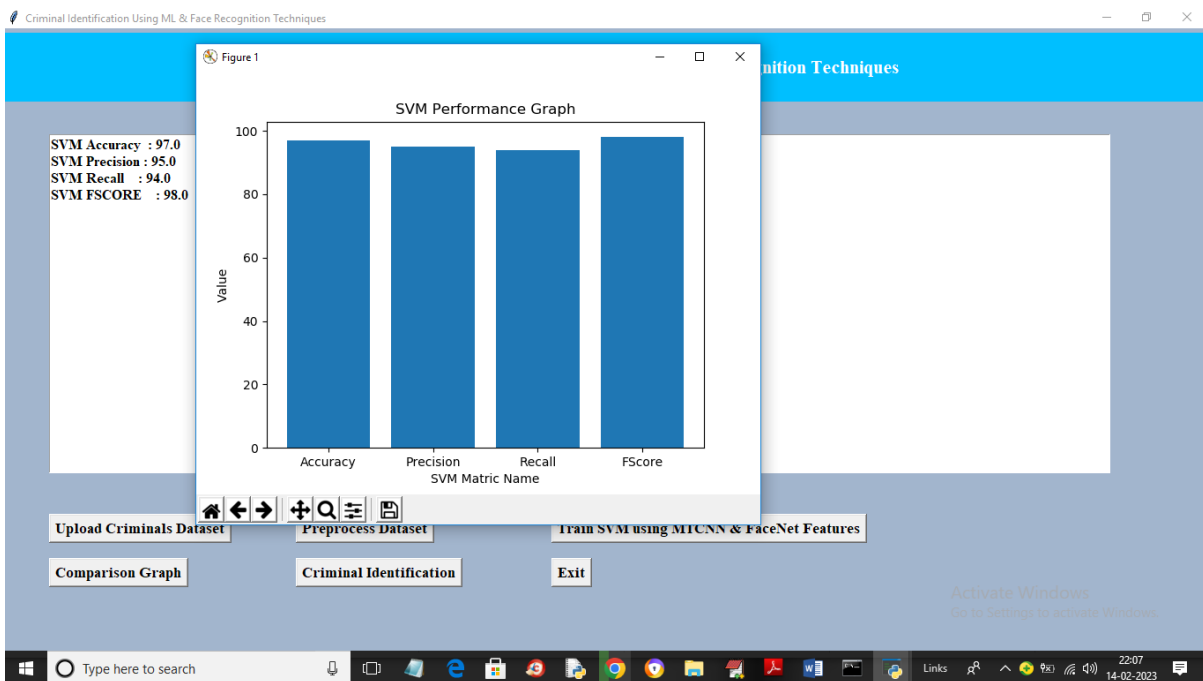 Criminal Identification Using ML & Face Recognition Techniques
nition Techniques
Figure 1
SVM Accuracy : 97.0
SVM Precision : 95.0
SVM Recall : 94.0
SVM FSCORE : 98.0
SVM Performance Graph
100
80
60
40
20
0
Value
Accuracy Precision Recall FScore
SVM Matric Name
Upload Criminals Dataset Preprocess Dataset Train SVM using MTCNN & FaceNet Features
Comparison Graph Criminal Identification Exit
Activate Windows
Go to Settings to activate Windows.
Type here to search
Links
22:07
14-02-2023